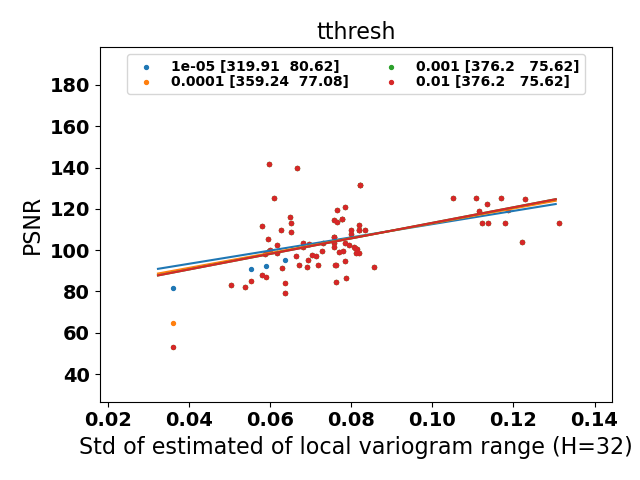 tthresh
1e-05 [319.91  80.62]
0.0001 [359.24  77.08]
0.001 [376.2   75.62]
0.01 [376.2   75.62]
180
160
140
120
100
80
60
40
PSNR
0.02 0.04 0.06 0.08 0.10 0.12 0.14
Std of estimated of local variogram range (H=32)